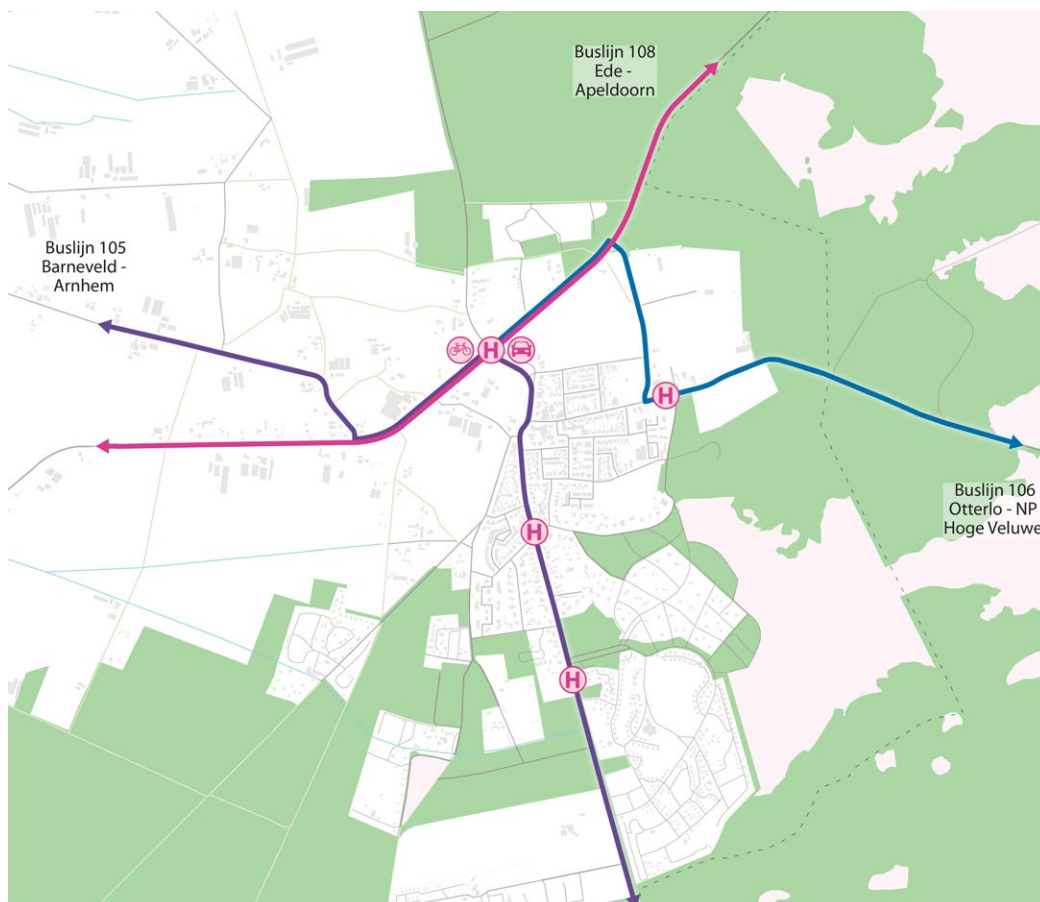 Buslijn 108
Ede -
Apeldoorn
Buslijn 105
Barneveld -
Arnhem
H
H
H
H
Buslijn 106
Otterlo - NP
Hoge Veluwe